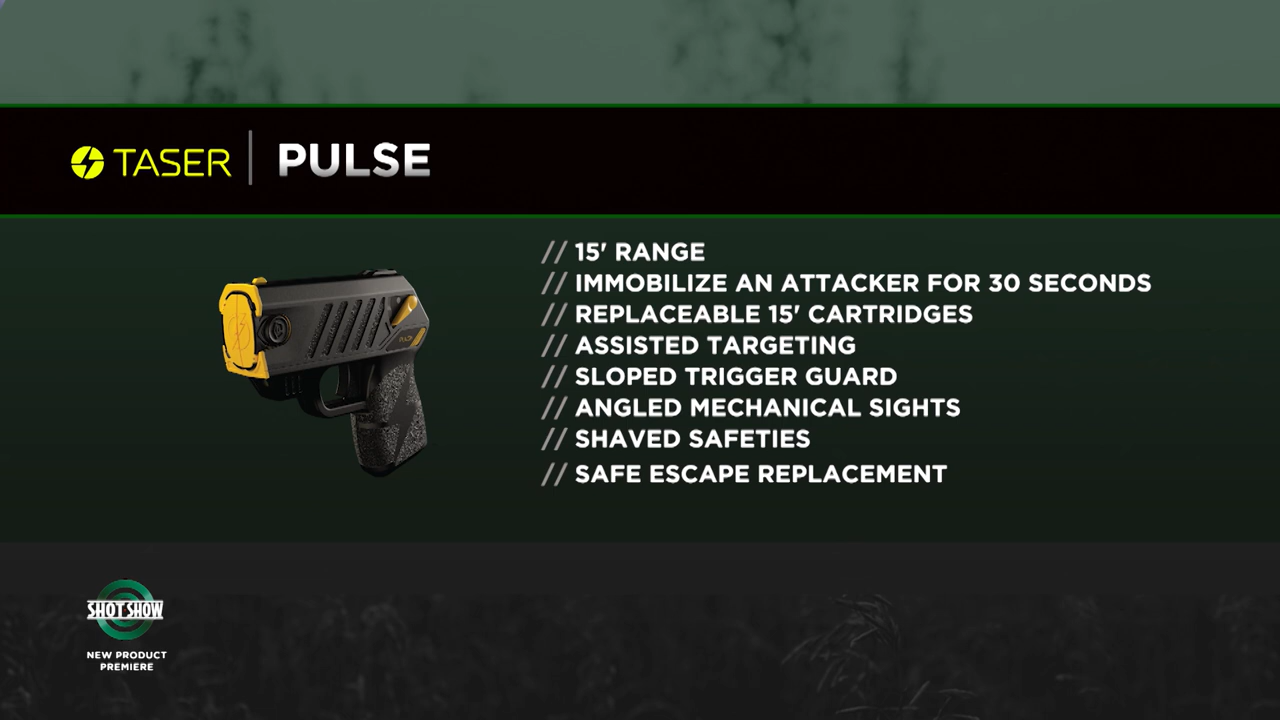 TASER | PULSE
// 15' RANGE
// IMMOBILIZE AN ATTACKER FOR 30 SECONDS
// REPLACEABLE 15' CARTRIDGES
// ASSISTED TARGETING
// SLOPED TRIGGER GUARD
// ANGLED MECHANICAL SIGHTS
// SHAVED SAFETIES
// SAFE ESCAPE REPLACEMENT
SHOT SHOW
NEW PRODUCT
PREMIERE